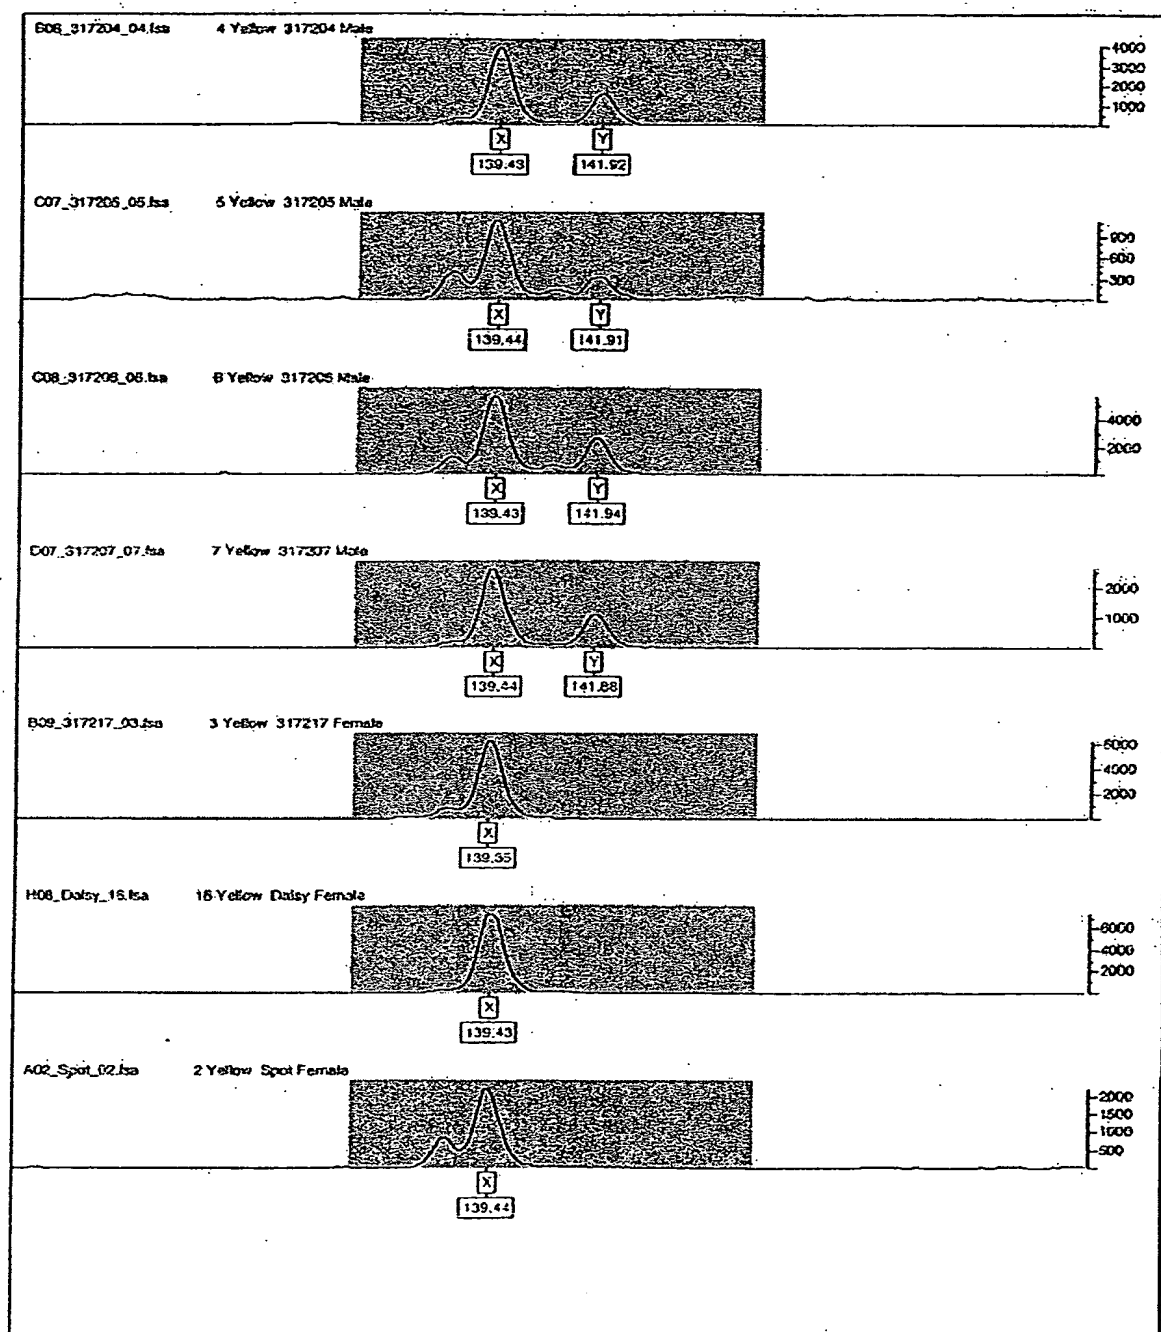 B08_317204_04.fsa 4 Yellow 317204 Male
4000
3000
2000
1000
X Y
139.43 141.92
C07_317205_05.fsa 5 Yellow 317205 Male
900
600
300
X Y
139.44 141.91
C08_317206_06.fsa 6 Yellow 317206 Male
4000
2000
X Y
139.43 141.94
D07_317207_07.fsa 7 Yellow 317207 Male
2000
1000
X Y
139.44 141.88
B09_317217_03.fsa 3 Yellow 317217 Female
6000
4000
2000
X
139.35
H08_Daisy_16.fsa 16 Yellow Daisy Female
6000
4000
2000
X
139.43
A02_Spot_02.fsa 2 Yellow Spot Female
2000
1500
1000
500
X
139.44